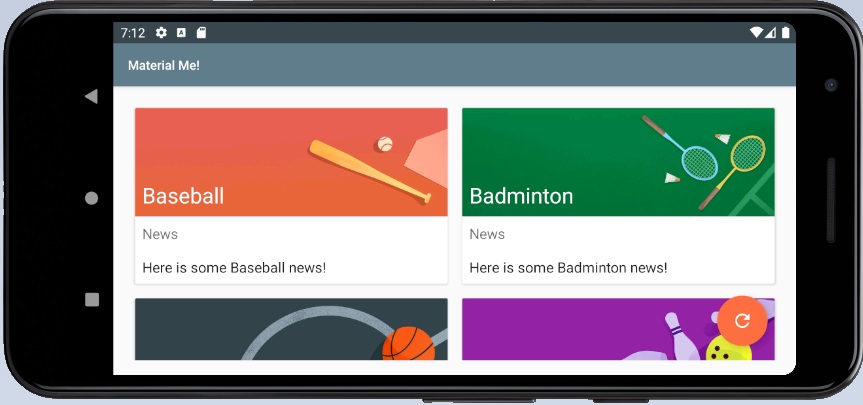 7:12
Material Me!
Baseball
News
Here is some Baseball news!
Badminton
News
Here is some Badminton news!